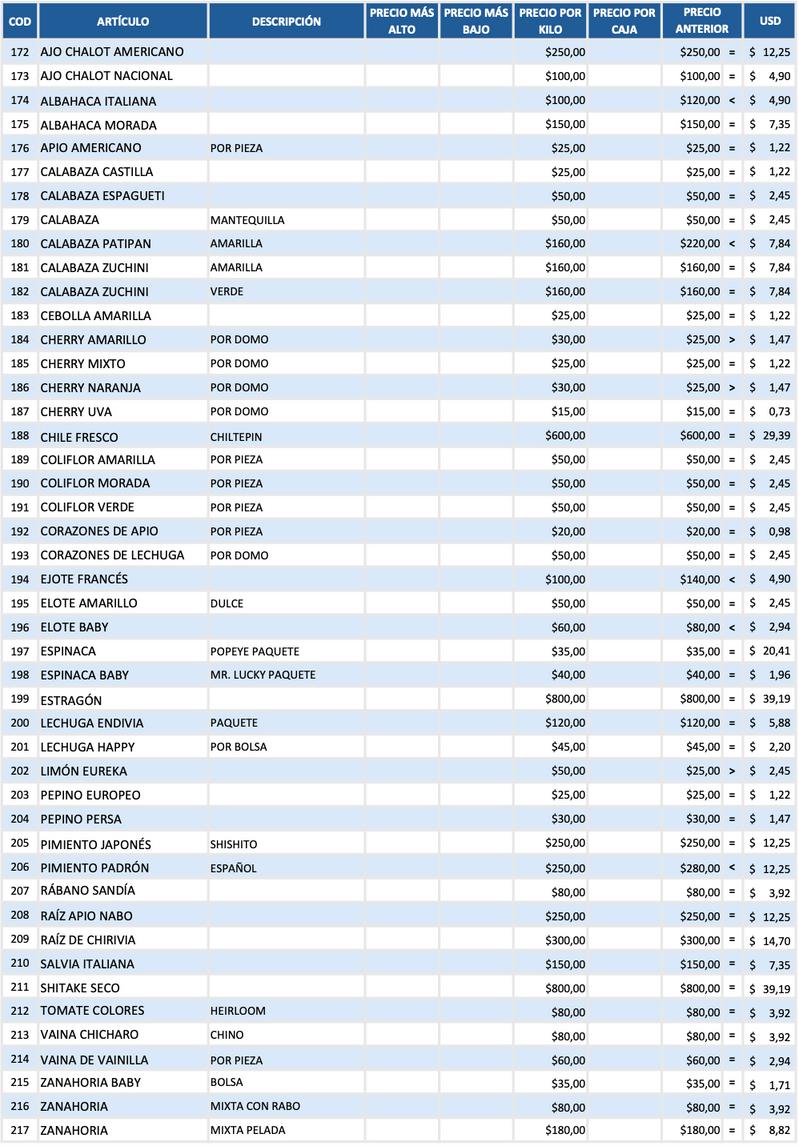 COD ARTÍCULO DESCRIPCIÓN PRECIO MÁS ALTO PRECIO MÁS BAJO PRECIO POR KILO PRECIO POR CAJA PRECIO ANTERIOR USD
172 AJO CHALOT AMERICANO $250,00 $250,00 = $ 12,25
173 AJO CHALOT NACIONAL $100,00 $100,00 = $ 4,90
174 ALBAHACA ITALIANA $100,00 $120,00 < $ 4,90
175 ALBAHACA MORADA $150,00 $150,00 = $ 7,35
176 APIO AMERICANO POR PIEZA $25,00 $25,00 = $ 1,22
177 CALABAZA CASTILLA $25,00 $25,00 = $ 1,22
178 CALABAZA ESPAGUETI $50,00 $50,00 = $ 2,45
179 CALABAZA MANTEQUILLA $50,00 $50,00 = $ 2,45
180 CALABAZA PATIPAN AMARILLA $160,00 $220,00 < $ 7,84
181 CALABAZA ZUCHINI AMARILLA $160,00 $160,00 = $ 7,84
182 CALABAZA ZUCHINI VERDE $160,00 $160,00 = $ 7,84
183 CEBOLLA AMARILLA $25,00 $25,00 = $ 1,22
184 CHERRY AMARILLO POR DOMO $30,00 $25,00 > $ 1,47
185 CHERRY MIXTO POR DOMO $25,00 $25,00 = $ 1,22
186 CHERRY NARANJA POR DOMO $30,00 $25,00 > $ 1,47
187 CHERRY UVA POR DOMO $15,00 $15,00 = $ 0,73
188 CHILE FRESCO CHILTEPIN $600,00 $600,00 = $ 29,39
189 COLIFLOR AMARILLA POR PIEZA $50,00 $50,00 = $ 2,45
190 COLIFLOR MORADA POR PIEZA $50,00 $50,00 = $ 2,45
191 COLIFLOR VERDE POR PIEZA $50,00 $50,00 = $ 2,45
192 CORAZONES DE APIO POR PIEZA $20,00 $20,00 = $ 0,98
193 CORAZONES DE LECHUGA POR DOMO $50,00 $50,00 = $ 2,45
194 EJOTE FRANCÉS $100,00 $140,00 < $ 4,90
195 ELOTE AMARILLO DULCE $50,00 $50,00 = $ 2,45
196 ELOTE BABY $60,00 $80,00 < $ 2,94
197 ESPINACA POPEYE PAQUETE $35,00 $35,00 = $ 20,41
198 ESPINACA BABY MR. LUCKY PAQUETE $40,00 $40,00 = $ 1,96
199 ESTRAGÓN $800,00 $800,00 = $ 39,19
200 LECHUGA ENDIVIA PAQUETE $120,00 $120,00 = $ 5,88
201 LECHUGA HAPPY POR BOLSA $45,00 $45,00 = $ 2,20
202 LIMÓN EUREKA $50,00 $25,00 > $ 2,45
203 PEPINO EUROPEO $25,00 $25,00 = $ 1,22
204 PEPINO PERSA $30,00 $30,00 = $ 1,47
205 PIMIENTO JAPONÉS SHISHITO $250,00 $250,00 = $ 12,25
206 PIMIENTO PADRÓN ESPAÑOL $250,00 $280,00 < $ 12,25
207 RÁBANO SANDÍA $80,00 $80,00 = $ 3,92
208 RAÍZ APIO NABO $250,00 $250,00 = $ 12,25
209 RAÍZ DE CHIRIVIA $300,00 $300,00 = $ 14,70
210 SALVIA ITALIANA $150,00 $150,00 = $ 7,35
211 SHITAKE SECO $800,00 $800,00 = $ 39,19
212 TOMATE COLORES HEIRLOOM $80,00 $80,00 = $ 3,92
213 VAINA CHICHARO CHINO $80,00 $80,00 = $ 3,92
214 VAINA DE VAINILLA POR PIEZA $60,00 $60,00 = $ 2,94
215 ZANAHORIA BABY BOLSA $35,00 $35,00 = $ 1,71
216 ZANAHORIA MIXTA CON RABO $80,00 $80,00 = $ 3,92
217 ZANAHORIA MIXTA PELADA $180,00 $180,00 = $ 8,82